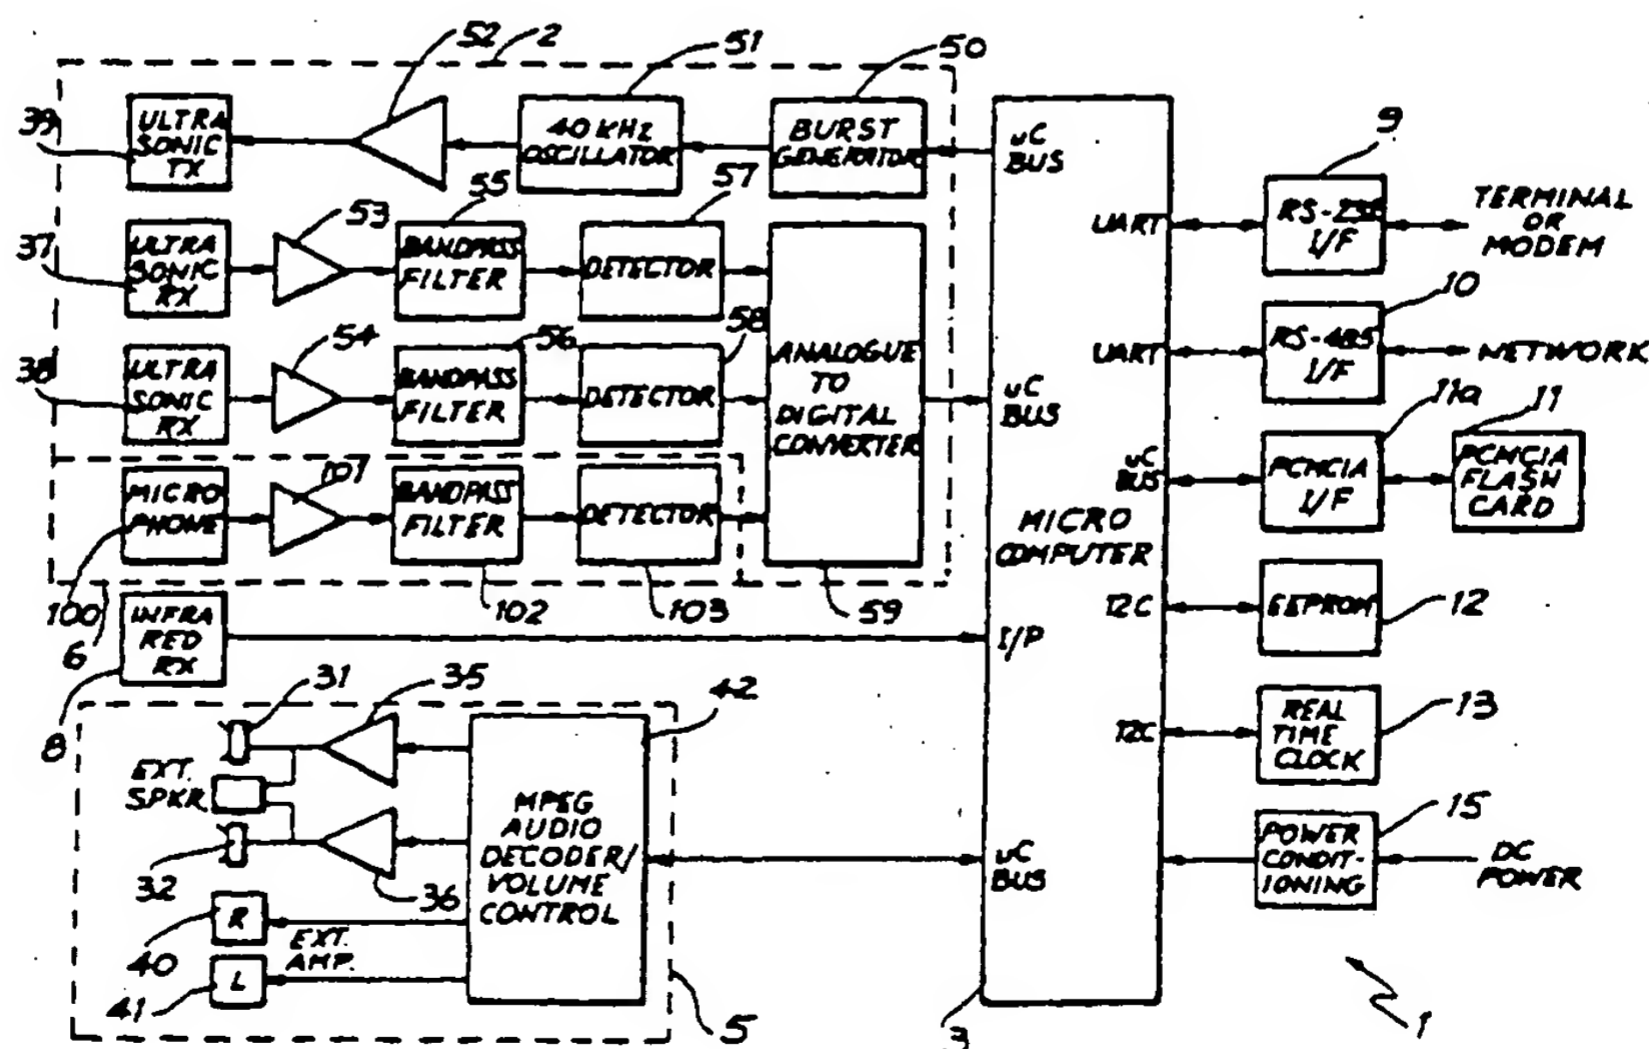 52
2
51
50
39
ULTRA
SONIC
TX
40 KHz
OSCILLATOR
BURST
GENERATOR
uC
BUS
9
37
ULTRA
SONIC
RX
53
55
BANDPASS
FILTER
57
DETECTOR
UART
I/F
TERMINAL
OR
MODEM
38
ULTRA
SONIC
RX
54
56
BANDPASS
FILTER
58
DETECTOR
ANALOGUE
TO
DIGITAL
CONVERTER
uC
BUS
UART
10
RS-485
I/F
NETWORK
100
MICRO
PHONE
107
BANDPASS
FILTER
102
DETECTOR
103
59
MICRO
COMPUTER
uC
BUS
11a
PCMCIA
I/F
11
PCMCIA
FLASH
CARD
6
INFRA
RED
RX
8
I/P
I2C
EEPROM
12
31
35
42
I2C
REAL
TIME
CLOCK
13
EXT.
SPKR.
32
36
MPEG
AUDIO
DECODER/
VOLUME
CONTROL
uC
BUS
POWER
CONDIT-
IONING
15
DC
POWER
40
R
EXT.
AMP.
41
L
5
3
1